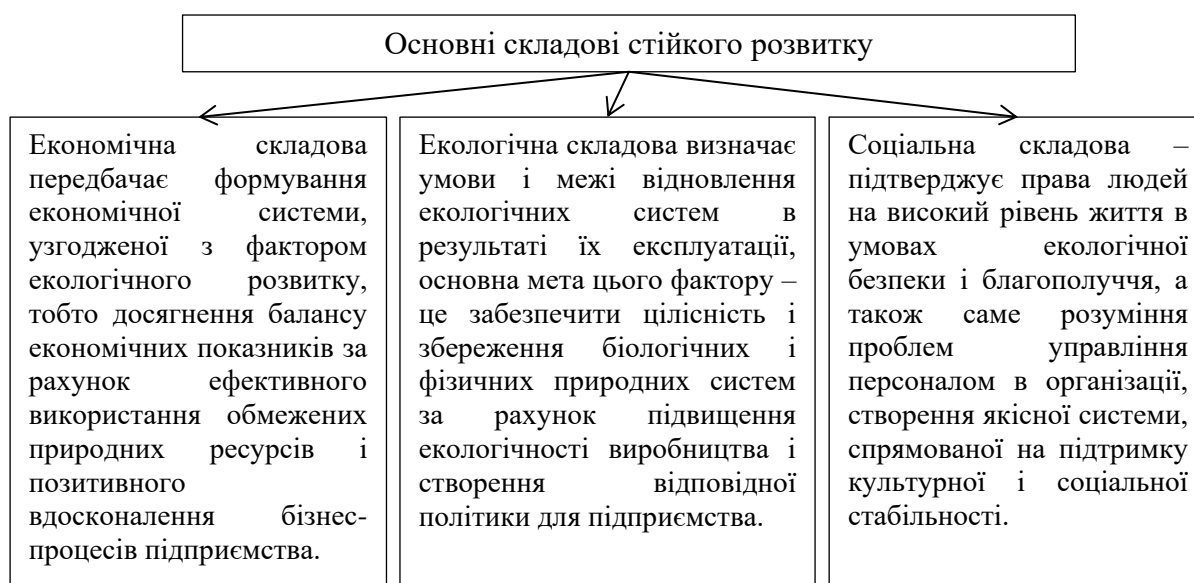 Основні складові стійкого розвитку
Економічна складова
передбачає формування
економічної системи,
узгодженої з фактором
екологічного розвитку,
тобто досягнення балансу
економічних показників за
рахунок ефективного
використання обмежених
природних ресурсів і
позитивного
вдосконалення бізнес-
процесів підприємства.
Екологічна складова визначає
умови і межі відновлення
екологічних систем в
результаті їх експлуатації,
основна мета цього фактору –
це забезпечити цілісність і
збереження біологічних і
фізичних природних систем
за рахунок підвищення
екологічності виробництва і
створення відповідної
політики для підприємства.
Соціальна складова –
підтверджує права людей
на високий рівень життя в
умовах екологічної
безпеки і благополуччя, а
також саме розуміння
проблем управління
персоналом в організації,
створення якісної системи,
спрямованої на підтримку
культурної і соціальної
стабільності.